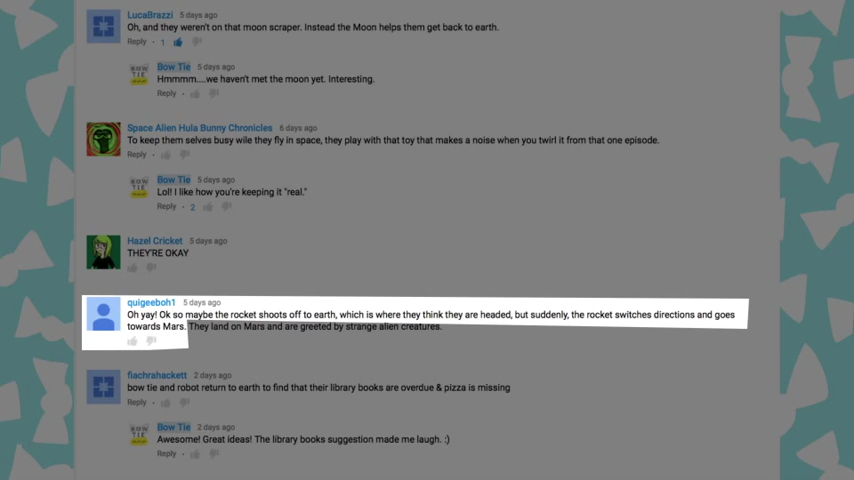 LucaBrazzi 5 days ago
Oh, and they weren't on that moon scraper. Instead the Moon helps them get back to earth.
Reply · 1
BOW TIE
Bow Tie 5 days ago
Hmmmm....we haven't met the moon yet. Interesting.
Reply ·
Space Alien Hula Bunny Chronicles 6 days ago
To keep them selves busy wile they fly in space, they play with that toy that makes a noise when you twirl it from that one episode.
Reply ·
BOW TIE
Bow Tie 5 days ago
Lol! I like how you're keeping it "real."
Reply · 2
Hazel Cricket 5 days ago
THEY'RE OKAY
quigeeboh1 5 days ago
Oh yay! Ok so maybe the rocket shoots off to earth, which is where they think they are headed, but suddenly, the rocket switches directions and goes
towards Mars. They land on Mars and are greeted by strange alien creatures.
fiachrahackett 2 days ago
bow tie and robot return to earth to find that their library books are overdue & pizza is missing
Reply ·
BOW TIE
Bow Tie 2 days ago
Awesome! Great ideas! The library books suggestion made me laugh. :)
Reply ·